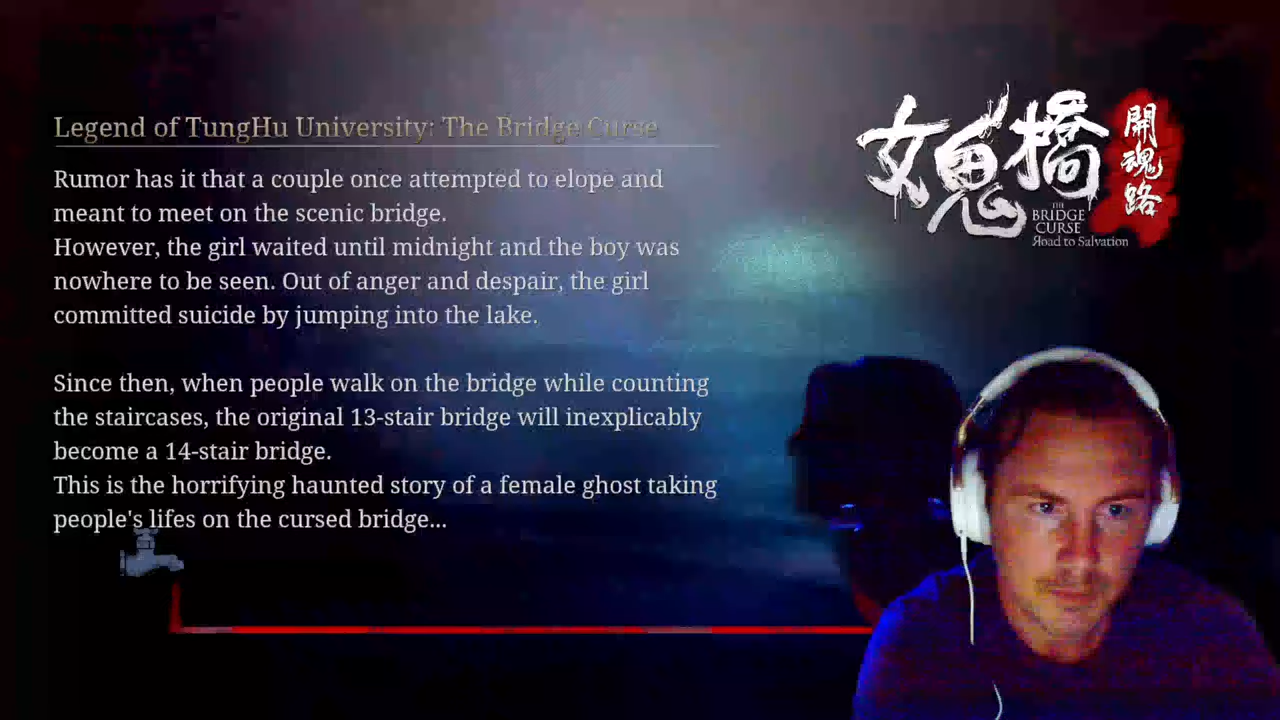 Legend of TungHu University: The Bridge Curse
Rumor has it that a couple once attempted to elope and
meant to meet on the scenic bridge.
However, the girl waited until midnight and the boy was
nowhere to be seen. Out of anger and despair, the girl
committed suicide by jumping into the lake.
Since then, when people walk on the bridge while counting
the staircases, the original 13-stair bridge will inexplicably
become a 14-stair bridge.
This is the horrifying haunted story of a female ghost taking
people's lifes on the cursed bridge...
女鬼橋
開魂路
THE
BRIDGE
CURSE
Road to Salvation